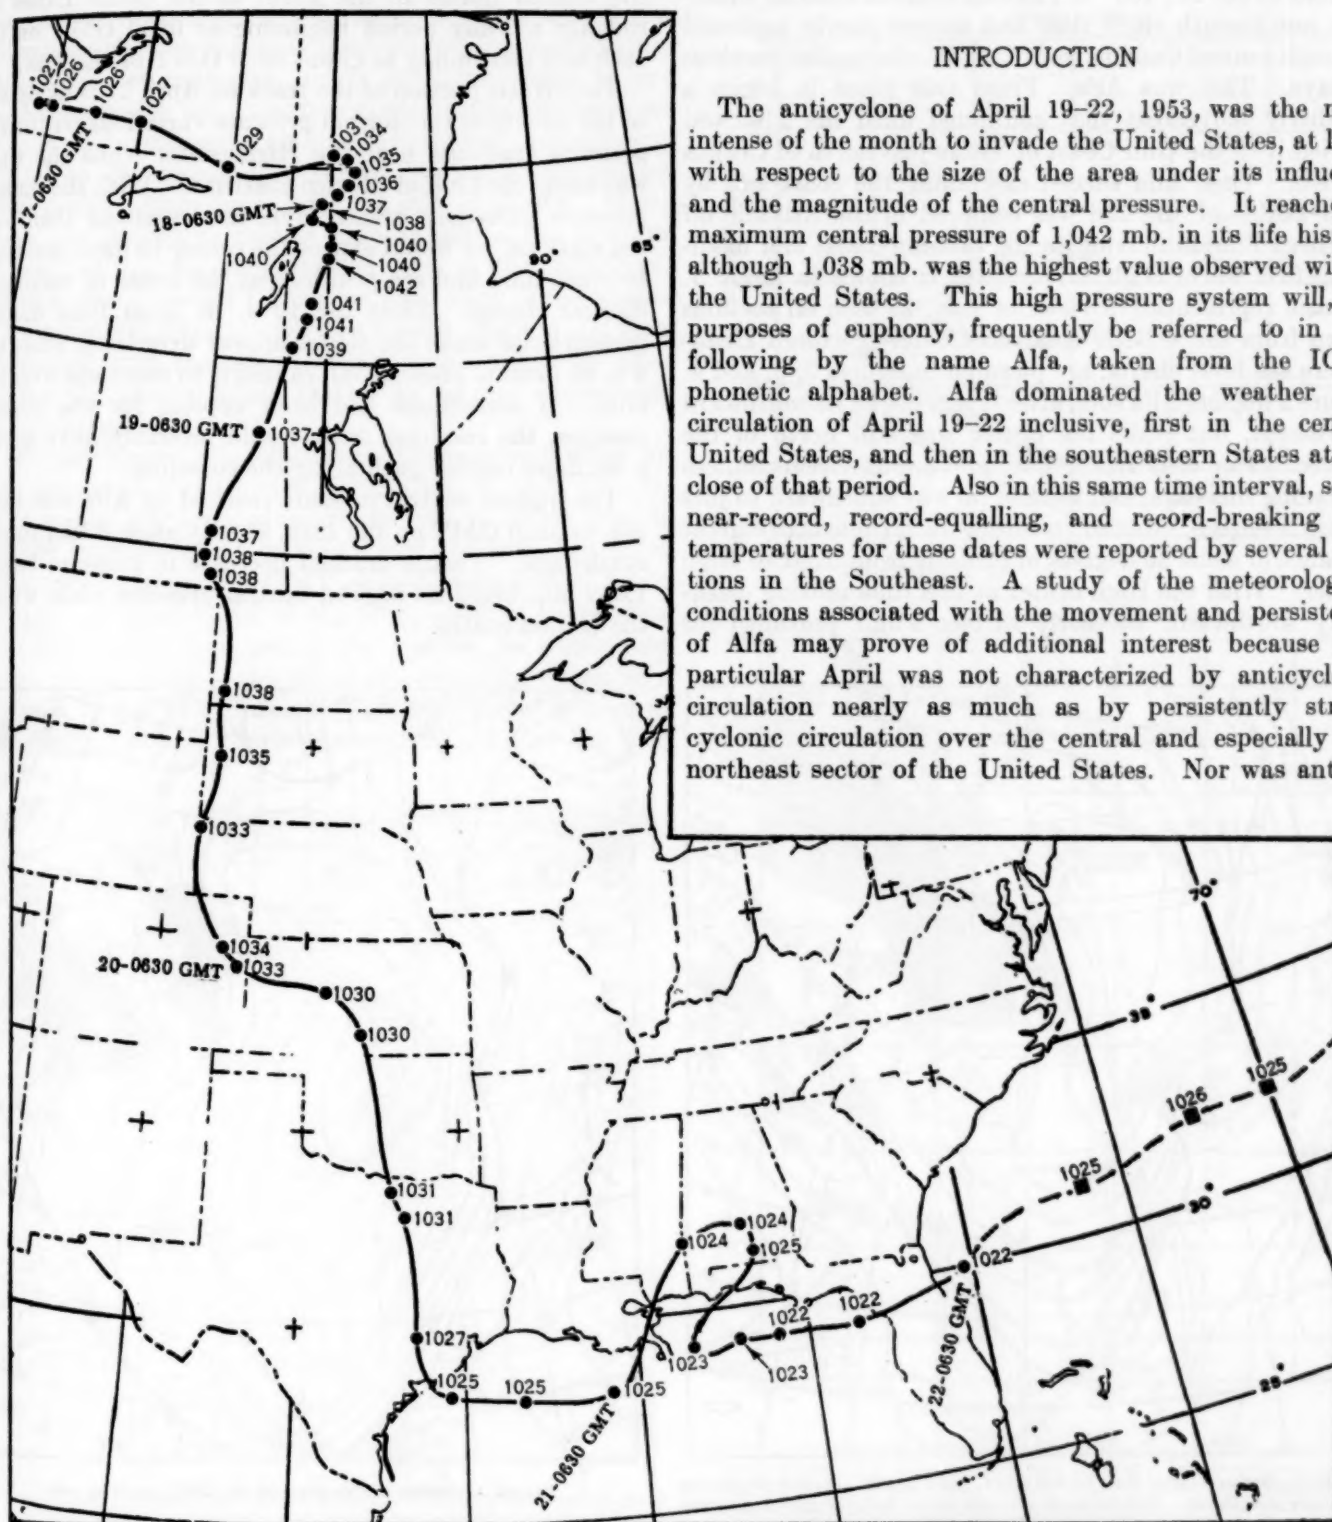 INTRODUCTION
The anticyclone of April 19–22, 1953, was the
intense of the month to invade the United States, at
with respect to the size of the area under its
and the magnitude of the central pressure. It
maximum central pressure of 1,042 mb. in its life
although 1,038 mb. was the highest value observed
the United States. This high pressure system will,
purposes of euphony, frequently be referred to in
following by the name Alfa, taken from the
phonetic alphabet. Alfa dominated the weather
circulation of April 19–22 inclusive, first in the
United States, and then in the southeastern States
close of that period. Also in this same time interval,
near-record, record-equalling, and record-breaking
temperatures for these dates were reported by several
tions in the Southeast. A study of the
conditions associated with the movement and
of Alfa may prove of additional interest because
particular April was not characterized by
circulation nearly as much as by persistently
cyclonic circulation over the central and especially
northeast sector of the United States. Nor was
1027
1026
1026
1027
17-0630 GMT
1029
1031
1034
1035
1036
1037
18-0630 GMT
1038
1040
1040
1040
1042
1041
1041
1039
65°
90°
19-0630 GMT
1037
1037
1038
1038
1038
1035
1033
1034
20-0630 GMT
1033
1030
1030
70°
35°
1025
1026
1025
30°
1031
1031
1024
1024
1025
1022
1027
1022
1022
1023
1023
1025
1025
1025
25°
21-0630 GMT
22-0630 GMT